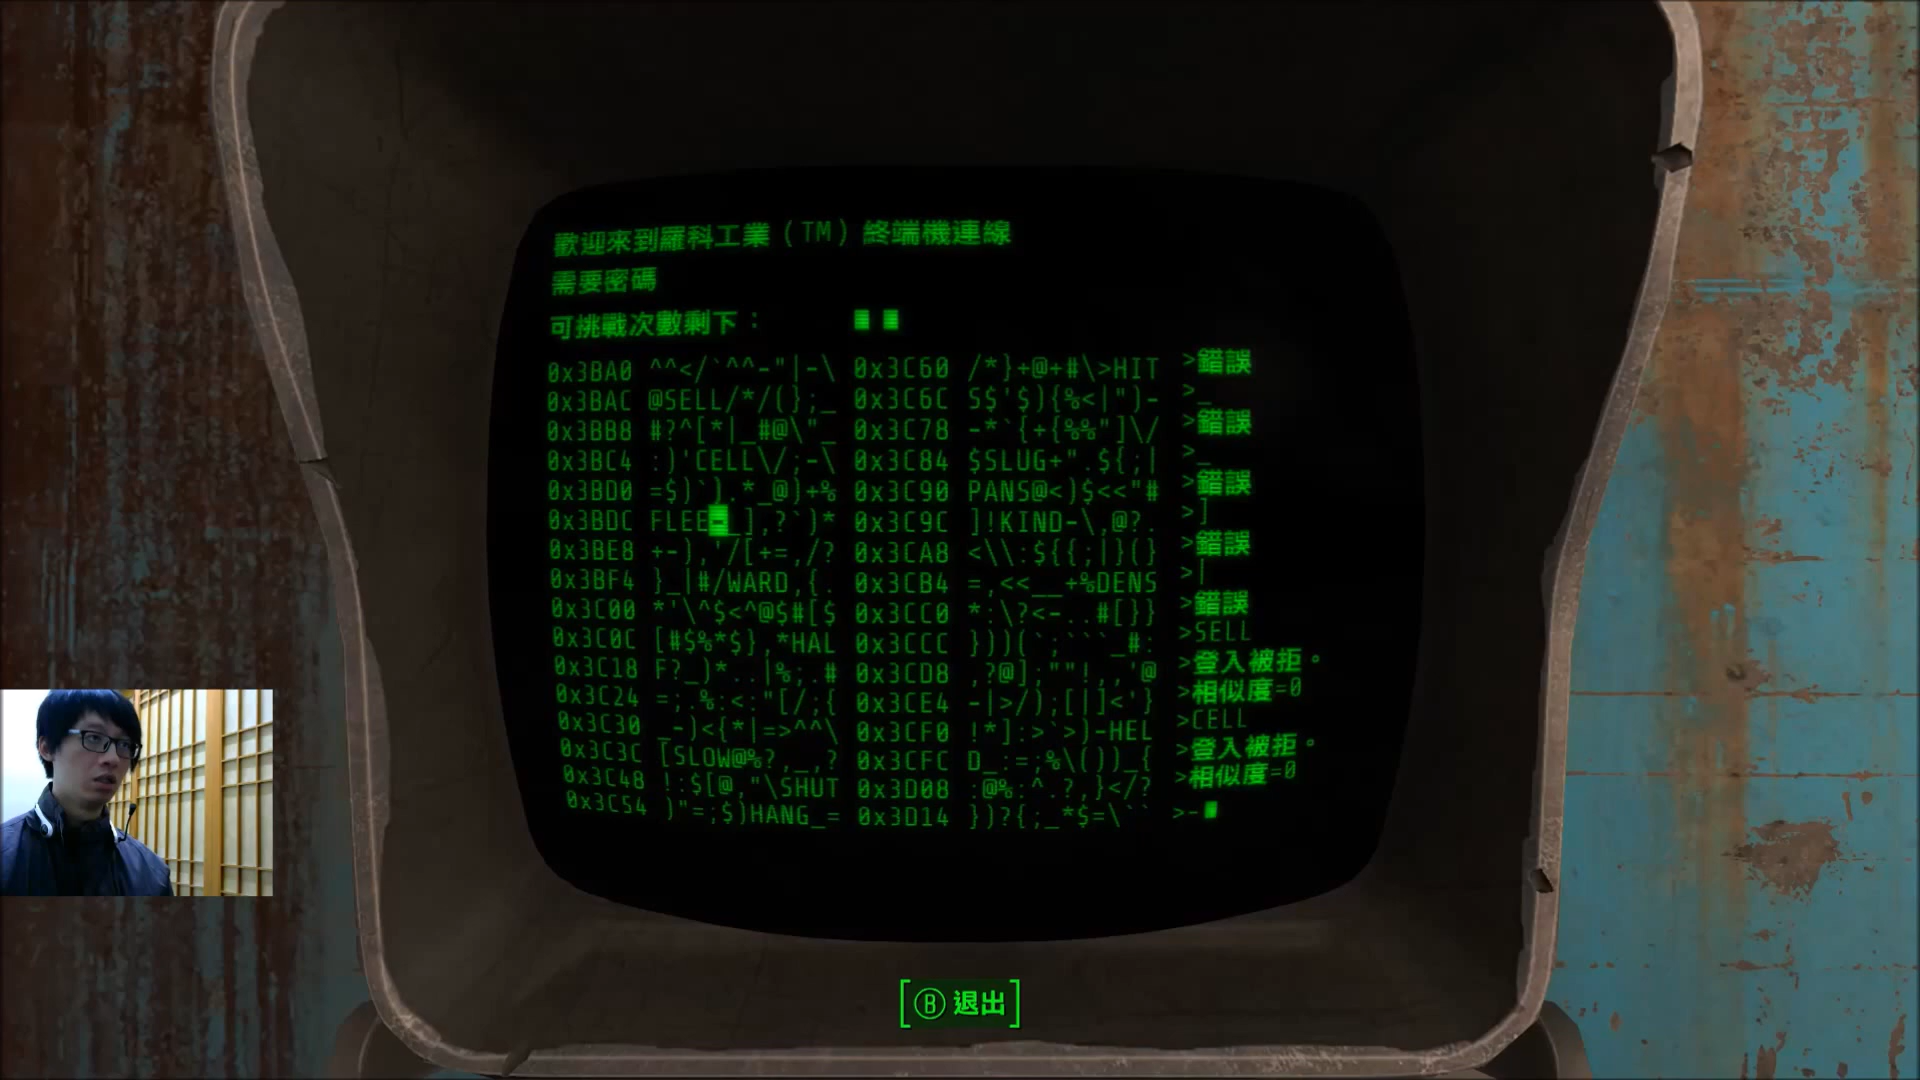 歡迎來到羅科工業（TM）終端機連線
需要密碼
可挑戰次數剩下：
0x3BA0 ^^</`^^-"|-\ 0x3C60 /*}+@+#\>HIT >錯誤
0x3BAC @SELL/*/(};_ 0x3C6C S$'$){%<|")- >_
0x3BB8 #?^[*|_#@\"_ 0x3C78 -*`{+{%%"]\/ >錯誤
0x3BC4 :)'CELL\/;-\ 0x3C84 $SLUG+".${;| >_
0x3BD0 =$)`).*_@)+% 0x3C90 PANS@<)$<<"# >錯誤
0x3BDC FLEE-_],?`)* 0x3C9C ]!KIND-\,@?. >]
0x3BE8 +-),'/[+=,/? 0x3CA8 <\\:${{;|}(} >錯誤
0x3BF4 }_|#/WARD,{. 0x3CB4 =,<<__+%DENS >|
0x3C00 *'\^$<^@$#[$ 0x3CC0 *:\?<-..#[}} >錯誤
0x3C0C [#$%*$},*HAL 0x3CCC }))(`;```_#: >SELL
0x3C18 F?_)*..|%;.# 0x3CD8 ,?@];""!,,'@ >登入被拒。
0x3C24 =;.%:<:"[/;{ 0x3CE4 -|>/);[|]<'} >相似度=0
0x3C30 _-)<{*|=>^^\ 0x3CF0 !*]:>`>)-HEL >CELL
0x3C3C [SLOW@%?,_,? 0x3CFC D_:=;%\())_{ >登入被拒。
0x3C48 !:$[@,"\SHUT 0x3D08 :@%:^.?,}</? >相似度=0
0x3C54 )"=;$)HANG_= 0x3D14 })?{;_*$=\`` >-
[Ⓑ 退出]